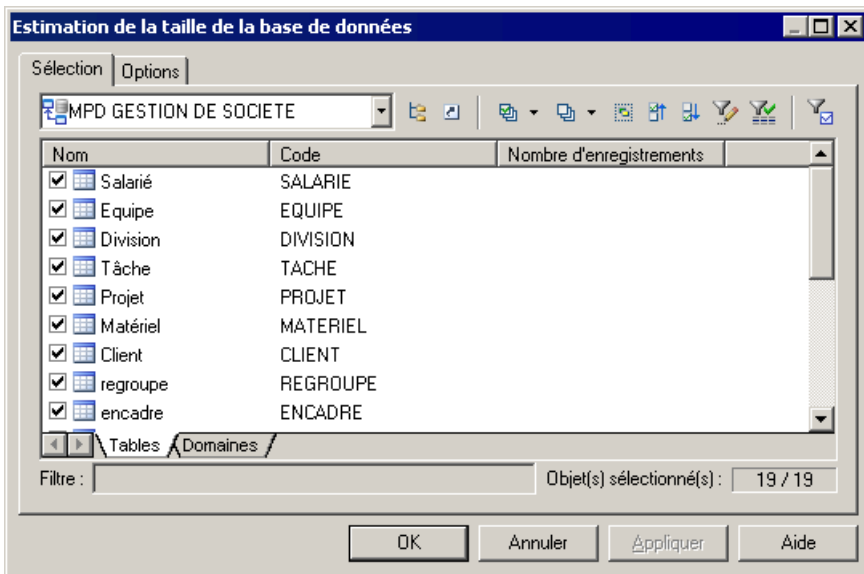 Estimation de la taille de la base de données
Sélection Options
MPD GESTION DE SOCIETE
Nom Code Nombre d'enregistrements
Salarié SALARIE
Equipe EQUIPE
Division DIVISION
Tâche TACHE
Projet PROJET
Matériel MATERIEL
Client CLIENT
regroupe REGROUPE
encadre ENCADRE
Tables Domaines
Filtre : Objet(s) sélectionné(s) : 19 / 19
OK Annuler Appliquer Aide